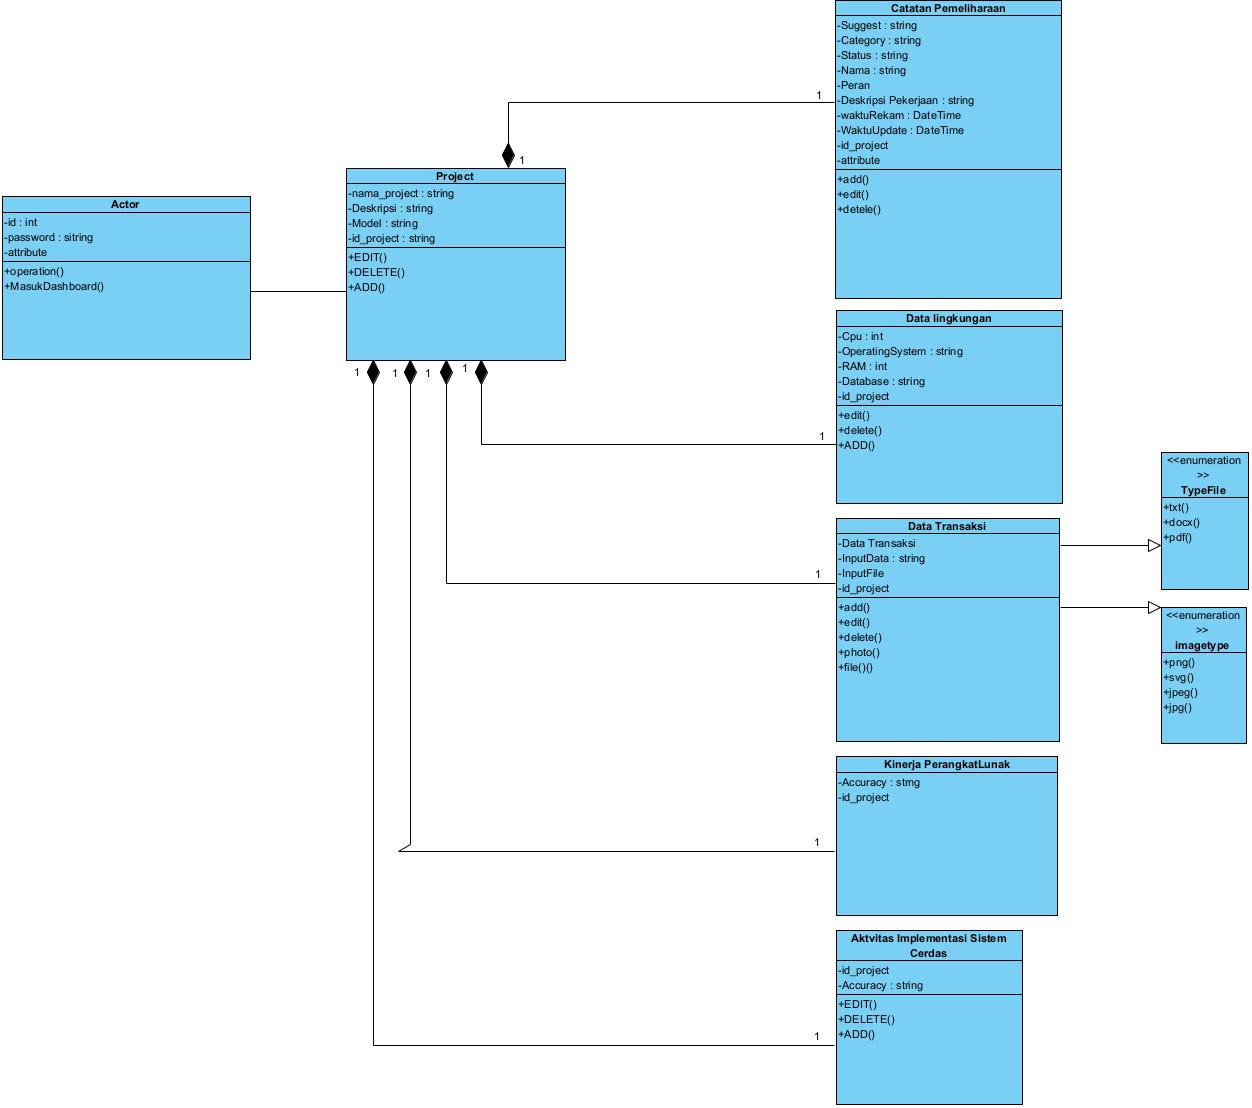 Catatan Pemeliharaan
-Suggest : string
-Category : string
-Status : string
-Nama : string
-Peran
-Deskripsi Pekerjaan : string
-waktuRekam : DateTime
-WaktuUpdate : DateTime
-id_project
-attribute
+add()
+edit()
+detele()
1
1
Project
-nama_project : string
-Deskripsi : string
-Model : string
-id_project : string
+EDIT()
+DELETE()
+ADD()
Actor
-id : int
-password : sitring
-attribute
+operation()
+MasukDashboard()
1
1
1
1
Data lingkungan
-Cpu : int
-OperatingSystem : string
-RAM : int
-Database : string
-id_project
+edit()
+delete()
+ADD()
1
<<enumeration
>>
TypeFile
+txt()
+docx()
+pdf()
Data Transaksi
-Data Transaksi
-InputData : string
-InputFile
-id_project
+add()
+edit()
+delete()
+photo()
+file()()
1
<<enumeration
>>
imagetype
+png()
+svg()
+jpeg()
+jpg()
Kinerja PerangkatLunak
-Accuracy : strng
-id_project
1
Aktvitas Implementasi Sistem
Cerdas
-id_project
-Accuracy : string
+EDIT()
+DELETE()
+ADD()
1